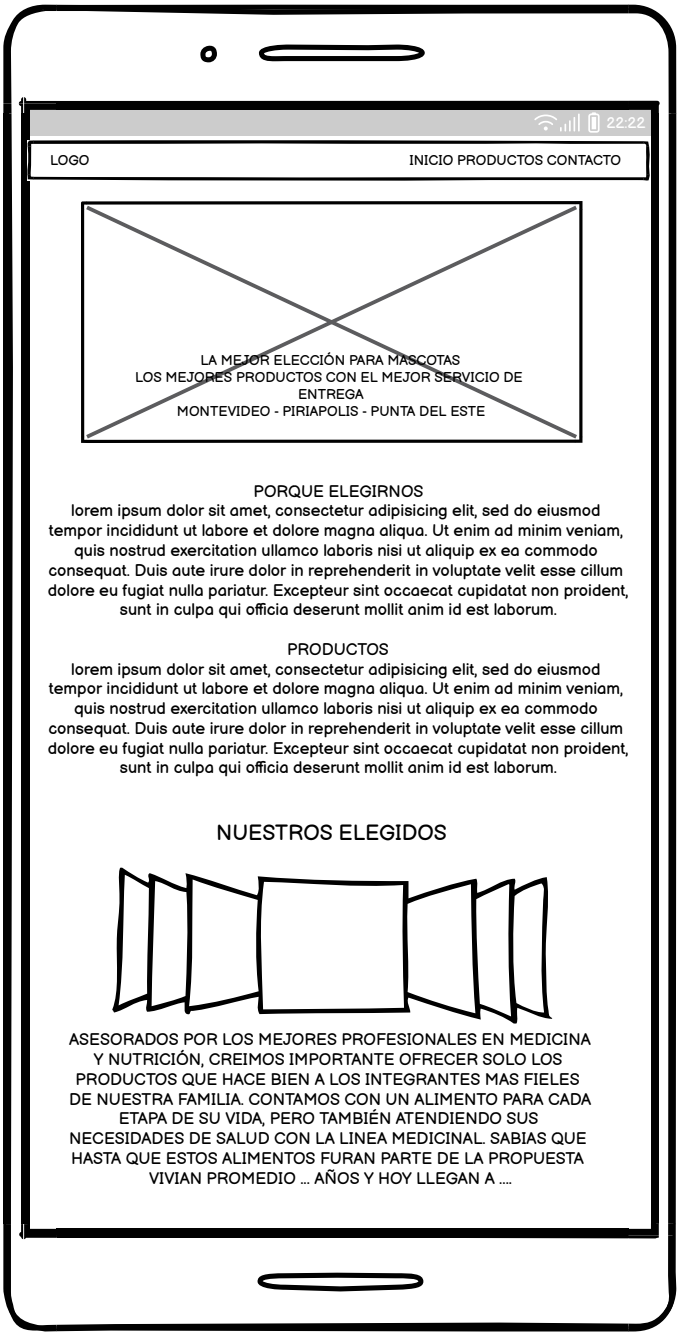 22:22
LOGO
INICIO PRODUCTOS CONTACTO
LA MEJOR ELECCIÓN PARA MASCOTAS
LOS MEJORES PRODUCTOS CON EL MEJOR SERVICIO DE
ENTREGA
MONTEVIDEO - PIRIAPOLIS - PUNTA DEL ESTE
PORQUE ELEGIRNOS
lorem ipsum dolor sit amet, consectetur adipisicing elit, sed do eiusmod
tempor incididunt ut labore et dolore magna aliqua. Ut enim ad minim veniam,
quis nostrud exercitation ullamco laboris nisi ut aliquip ex ea commodo
consequat. Duis aute irure dolor in reprehenderit in voluptate velit esse cillum
dolore eu fugiat nulla pariatur. Excepteur sint occaecat cupidatat non proident,
sunt in culpa qui officia deserunt mollit anim id est laborum.
PRODUCTOS
lorem ipsum dolor sit amet, consectetur adipisicing elit, sed do eiusmod
tempor incididunt ut labore et dolore magna aliqua. Ut enim ad minim veniam,
quis nostrud exercitation ullamco laboris nisi ut aliquip ex ea commodo
consequat. Duis aute irure dolor in reprehenderit in voluptate velit esse cillum
dolore eu fugiat nulla pariatur. Excepteur sint occaecat cupidatat non proident,
sunt in culpa qui officia deserunt mollit anim id est laborum.
NUESTROS ELEGIDOS
ASESORADOS POR LOS MEJORES PROFESIONALES EN MEDICINA
Y NUTRICIÓN, CREIMOS IMPORTANTE OFRECER SOLO LOS
PRODUCTOS QUE HACE BIEN A LOS INTEGRANTES MAS FIELES
DE NUESTRA FAMILIA. CONTAMOS CON UN ALIMENTO PARA CADA
ETAPA DE SU VIDA, PERO TAMBIÉN ATENDIENDO SUS
NECESIDADES DE SALUD CON LA LINEA MEDICINAL. SABIAS QUE
HASTA QUE ESTOS ALIMENTOS FURAN PARTE DE LA PROPUESTA
VIVIAN PROMEDIO ... AÑOS Y HOY LLEGAN A ....